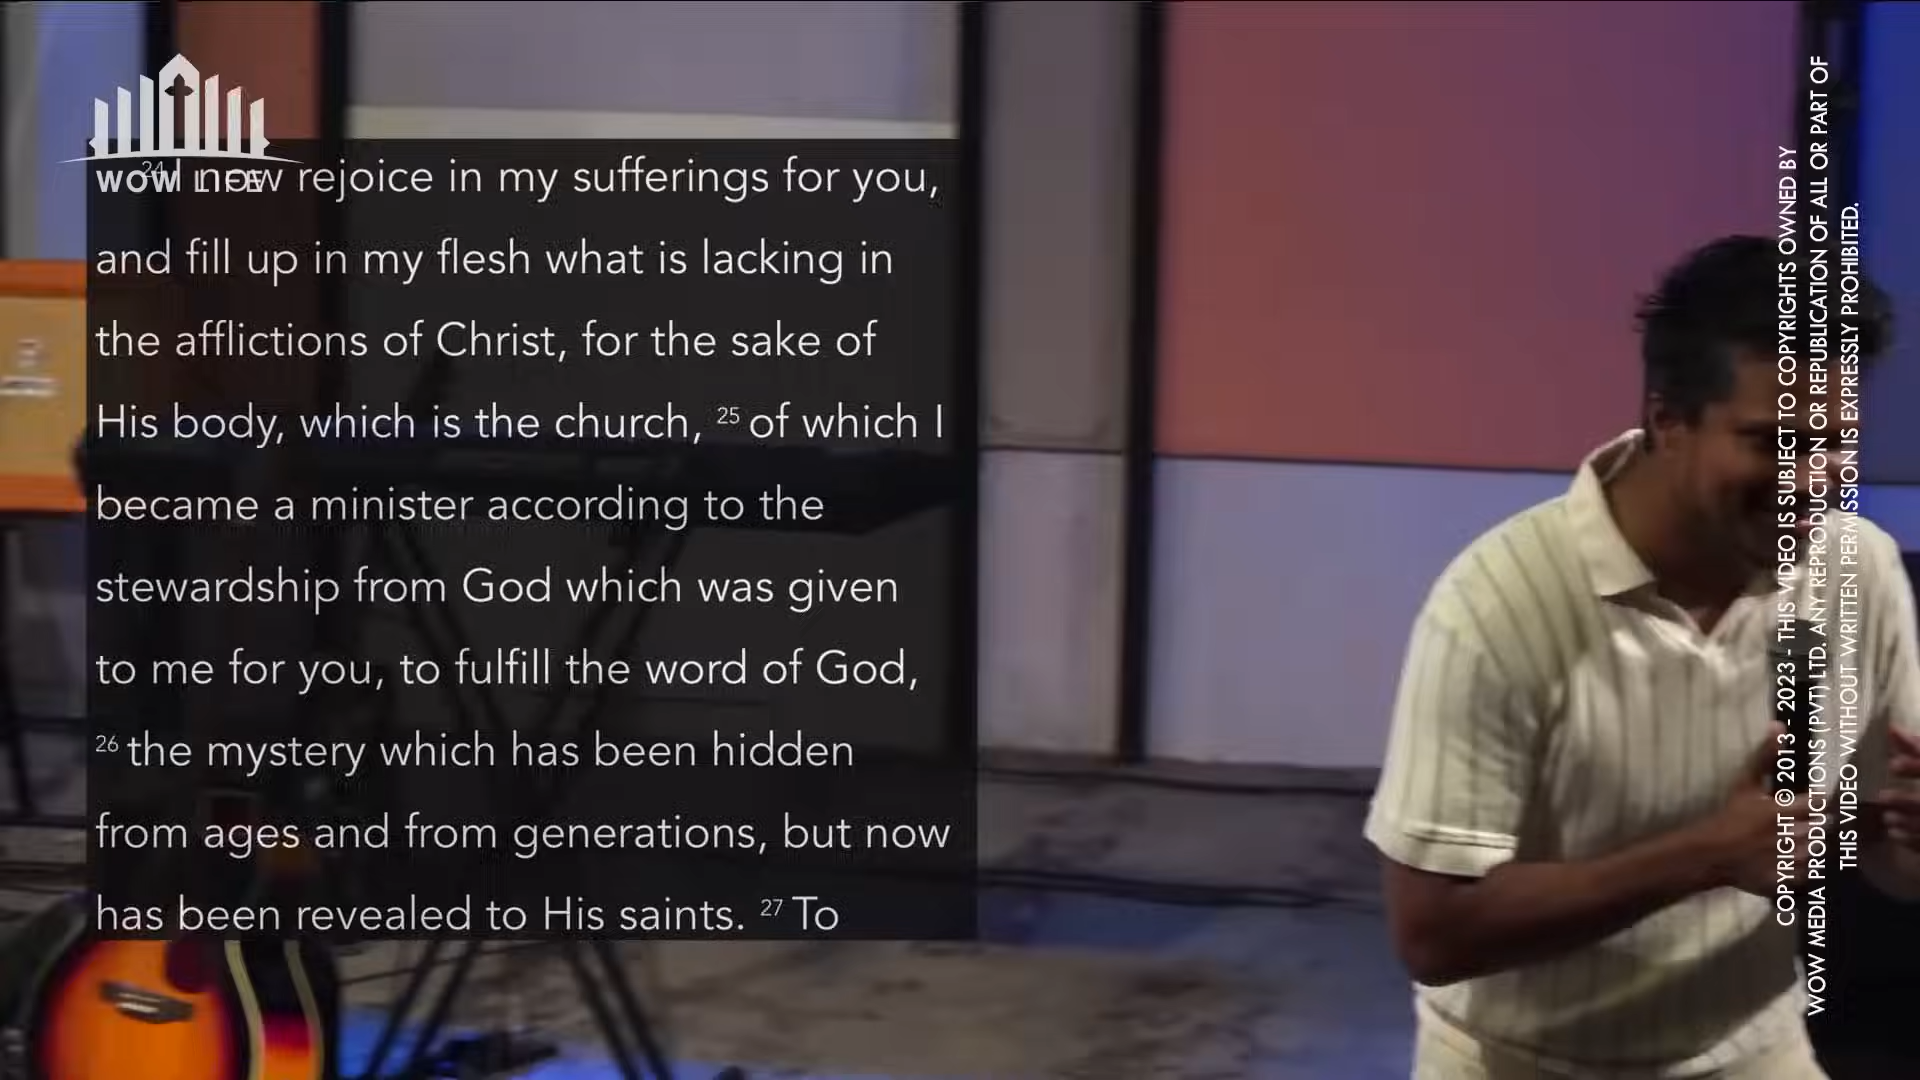 WOW LIFE
24 I now rejoice in my sufferings for you,
and fill up in my flesh what is lacking in
the afflictions of Christ, for the sake of
His body, which is the church, 25 of which I
became a minister according to the
stewardship from God which was given
to me for you, to fulfill the word of God,
26 the mystery which has been hidden
from ages and from generations, but now
has been revealed to His saints. 27 To
COPYRIGHT © 2013 - 2023 - THIS VIDEO IS SUBJECT TO COPYRIGHTS OWNED BY
WOW MEDIA PRODUCTIONS (PVT) LTD. ANY REPRODUCTION OR REPUBLICATION OF ALL OR PART OF
THIS VIDEO WITHOUT WRITTEN PERMISSION IS EXPRESSLY PROHIBITED.